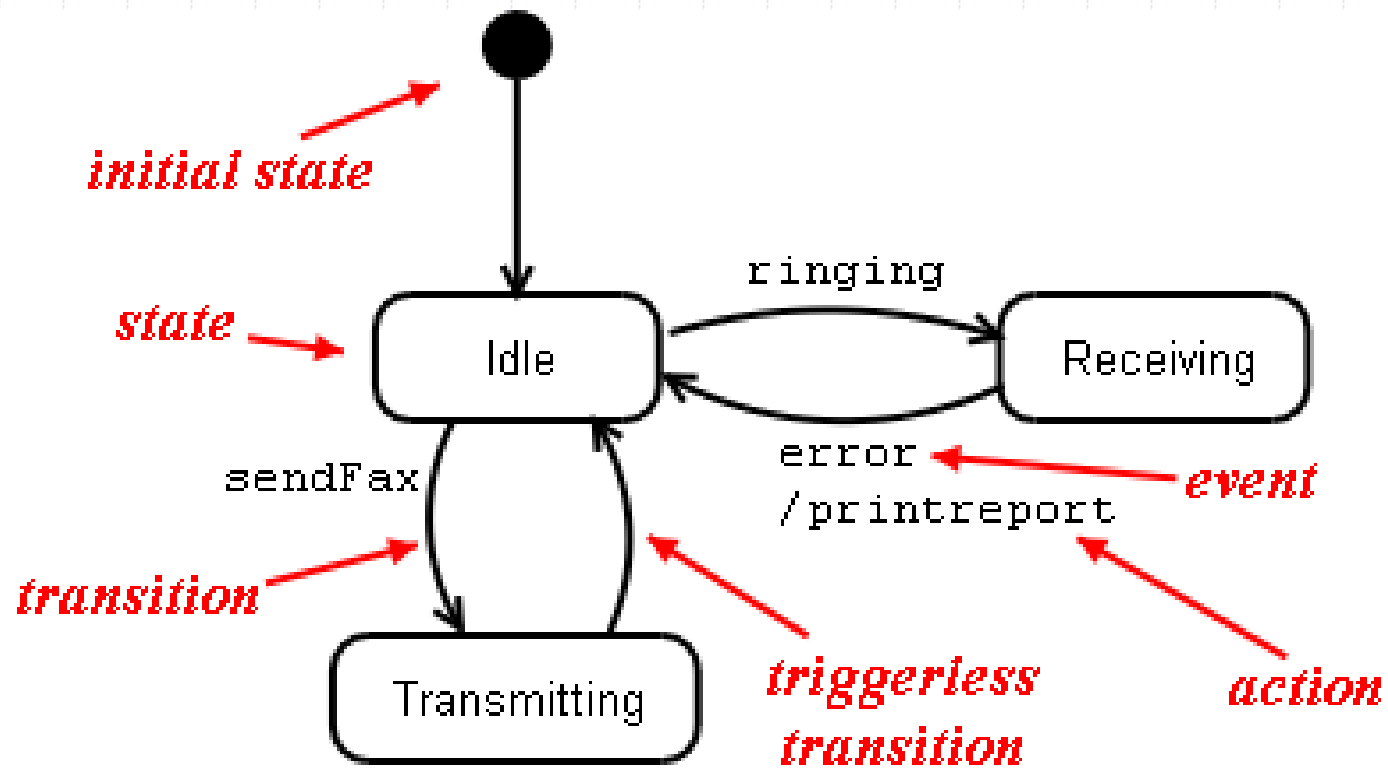 initial state
ringing
state
Idle
Receiving
error
sendFax
event
/printreport
transition
triggerless
transition
action
Transmitting